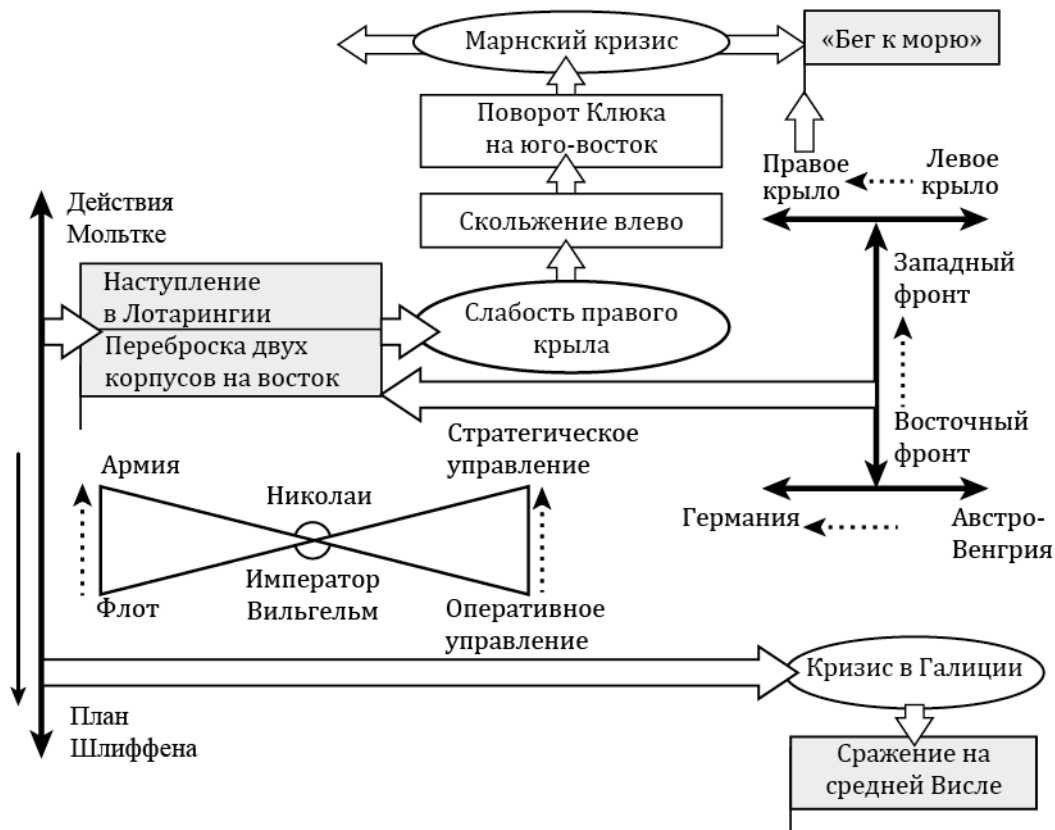 Марнский кризис
«Бег к морю»
Поворот Клюка
на юго-восток
Правое
крыло
Левое
крыло
Действия
Мольтке
Скольжение влево
Западный
фронт
Наступление
в Лотарингии
Переброска двух
корпусов на восток
Слабость правого
крыла
Восточный
фронт
Армия
Николаи
Стратегическое
управление
Германия
Австро-
Венгрия
Флот
Император
Вильгельм
Оперативное
управление
Кризис в Галиции
План
Шлиффена
Сражение на
средней Висле